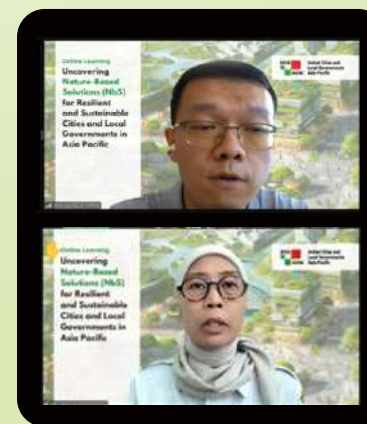 Online Learning
Uncovering
Nature-Based
Solutions (NbS)
for Resilient
and Sustainable
Cities and Local
Governments in
Asia Pacific
United Cities and
Local Governments
Asia-Pacific
Online Learning
Uncovering
Nature-Based
Solutions (NbS)
for Resilient
and Sustainable
Cities and Local
Governments in
Asia Pacific
United Cities and
Local Governments
Asia-Pacific